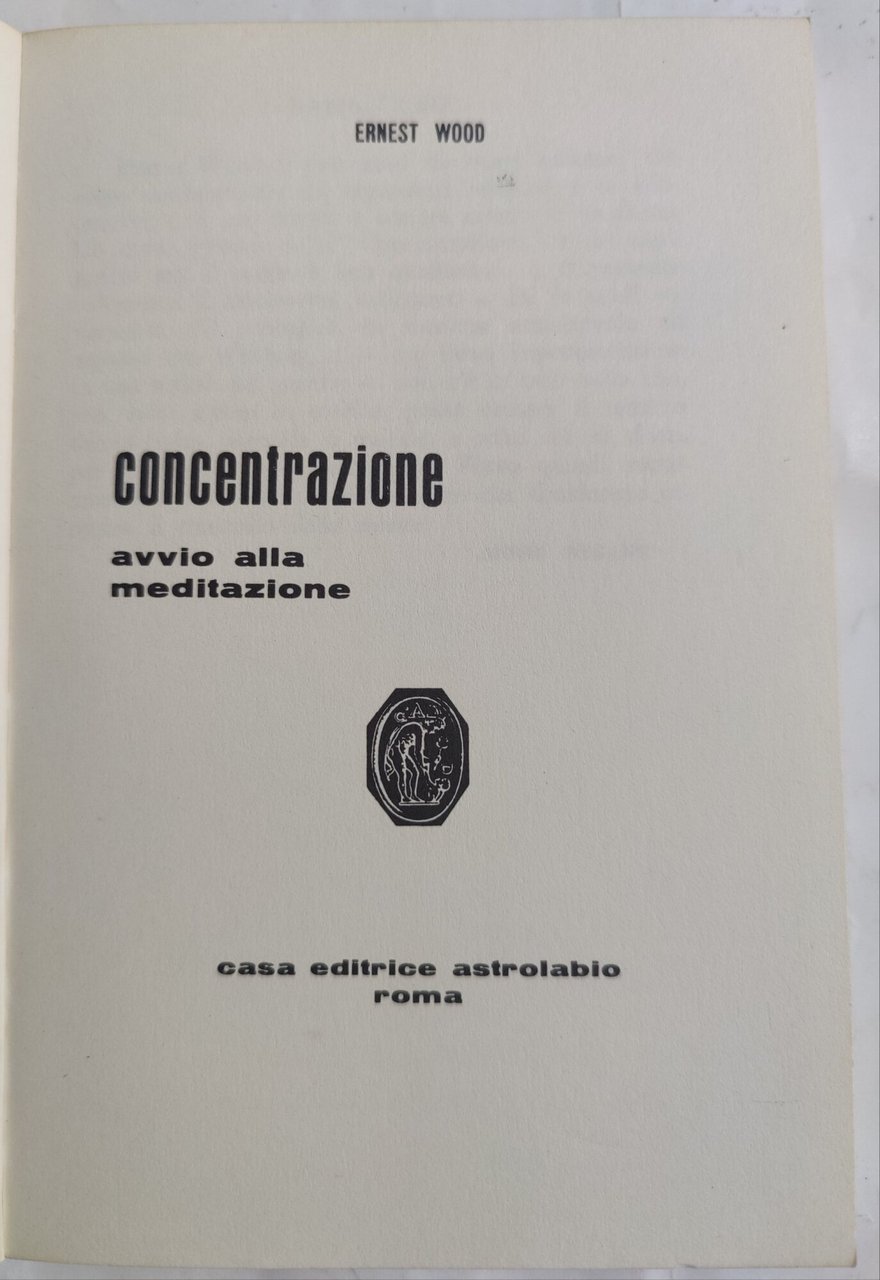 ERNEST WOOD
concentrazione
avvio alla
meditazione
casa editrice astrolabio
roma